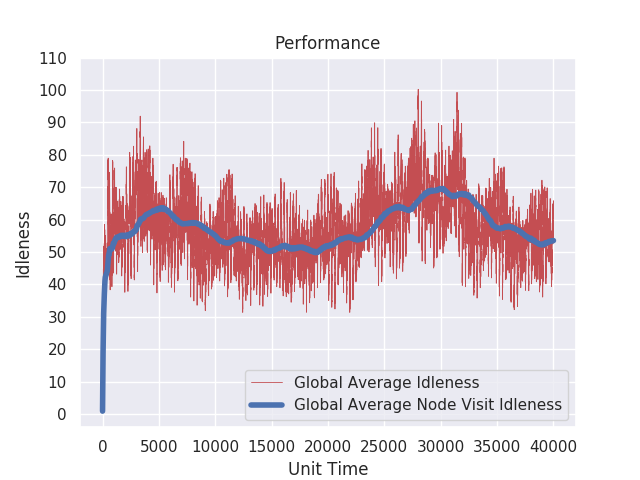 Performance
Idleness
110
100
90
80
70
60
50
40
30
20
10
0
0 5000 10000 15000 20000 25000 30000 35000 40000
Unit Time
Global Average Idleness
Global Average Node Visit Idleness